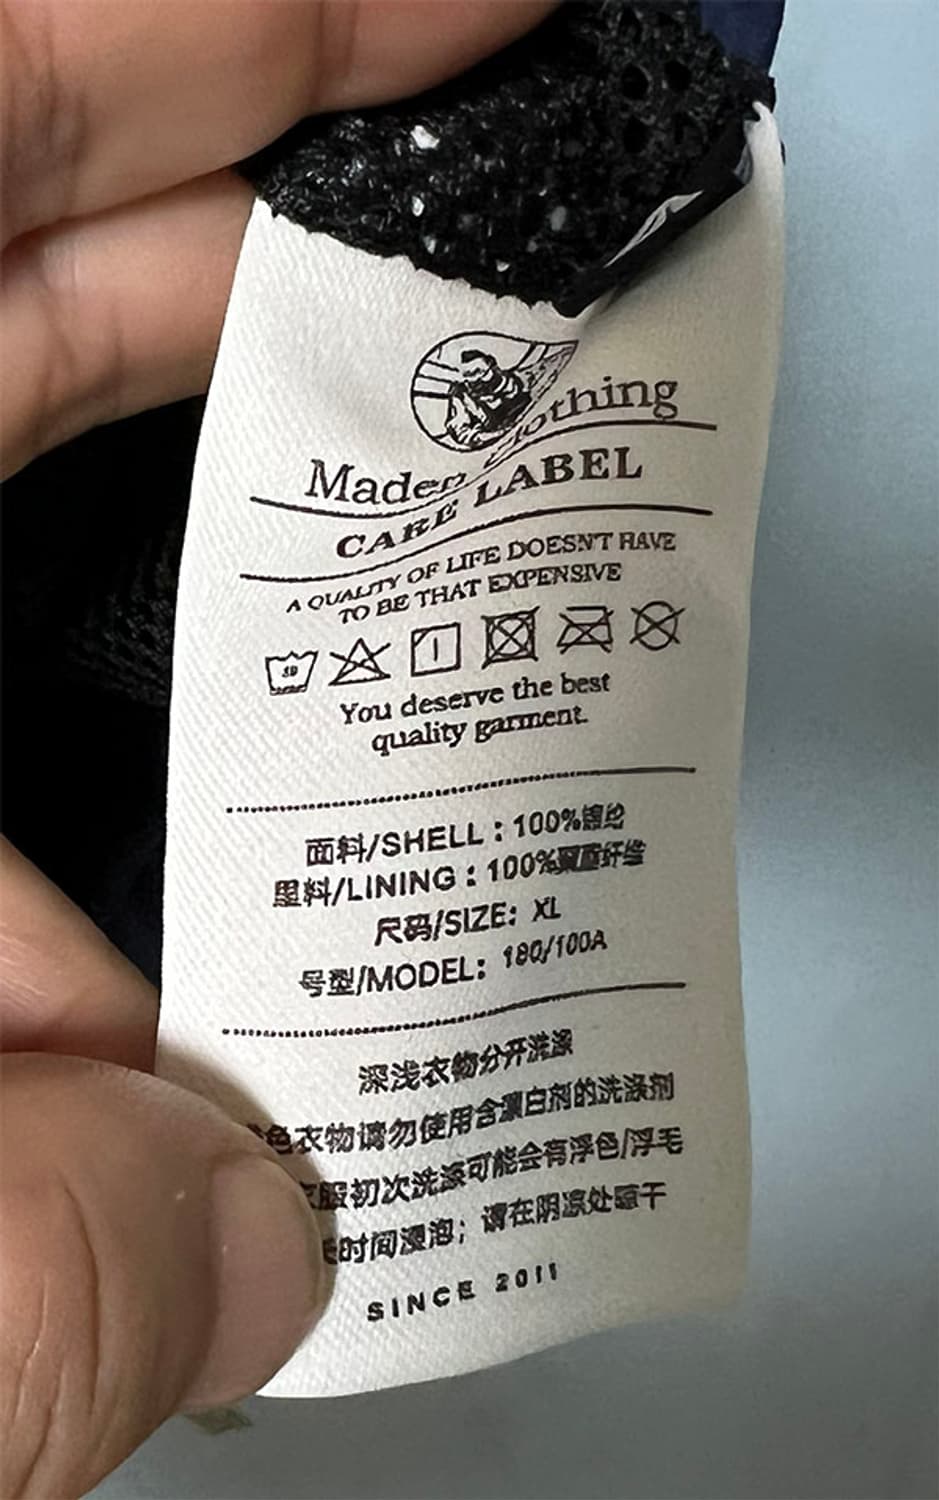 Maden Clothing
CARE LABEL
A QUALITY OF LIFE DOESN'T HAVE
TO BE THAT EXPENSIVE
30
You deserve the best
quality garment.
面料/SHELL：100%
里料/LINING：100%纤维
尺码/SIZE: XL
号型/MODEL: 180/100A
深浅衣物分开洗涤
色衣物请勿使用含漂白剂的洗涤剂
衣服初次洗涤可能会有浮色/浮毛
时间浸泡；请在阴凉处晾干
SINCE 2011